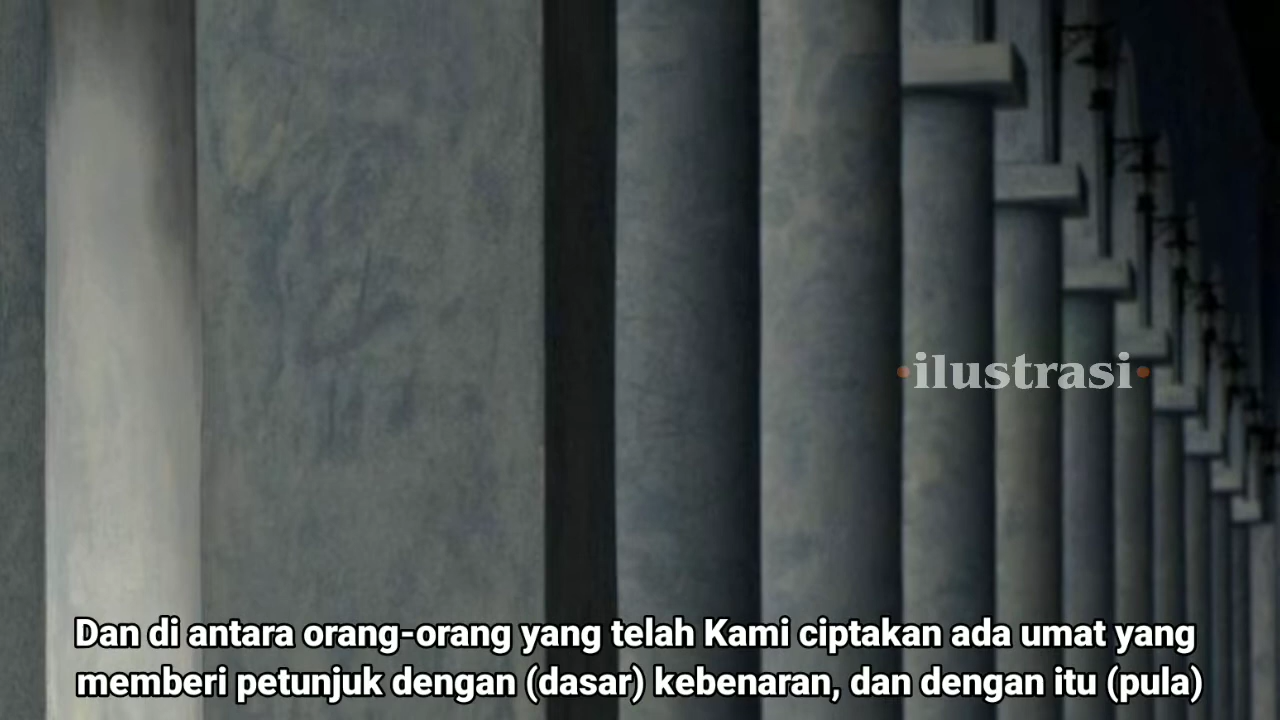 ·ilustrasi·
Dan di antara orang-orang yang telah Kami ciptakan ada umat yang
memberi petunjuk dengan (dasar) kebenaran, dan dengan itu (pula)